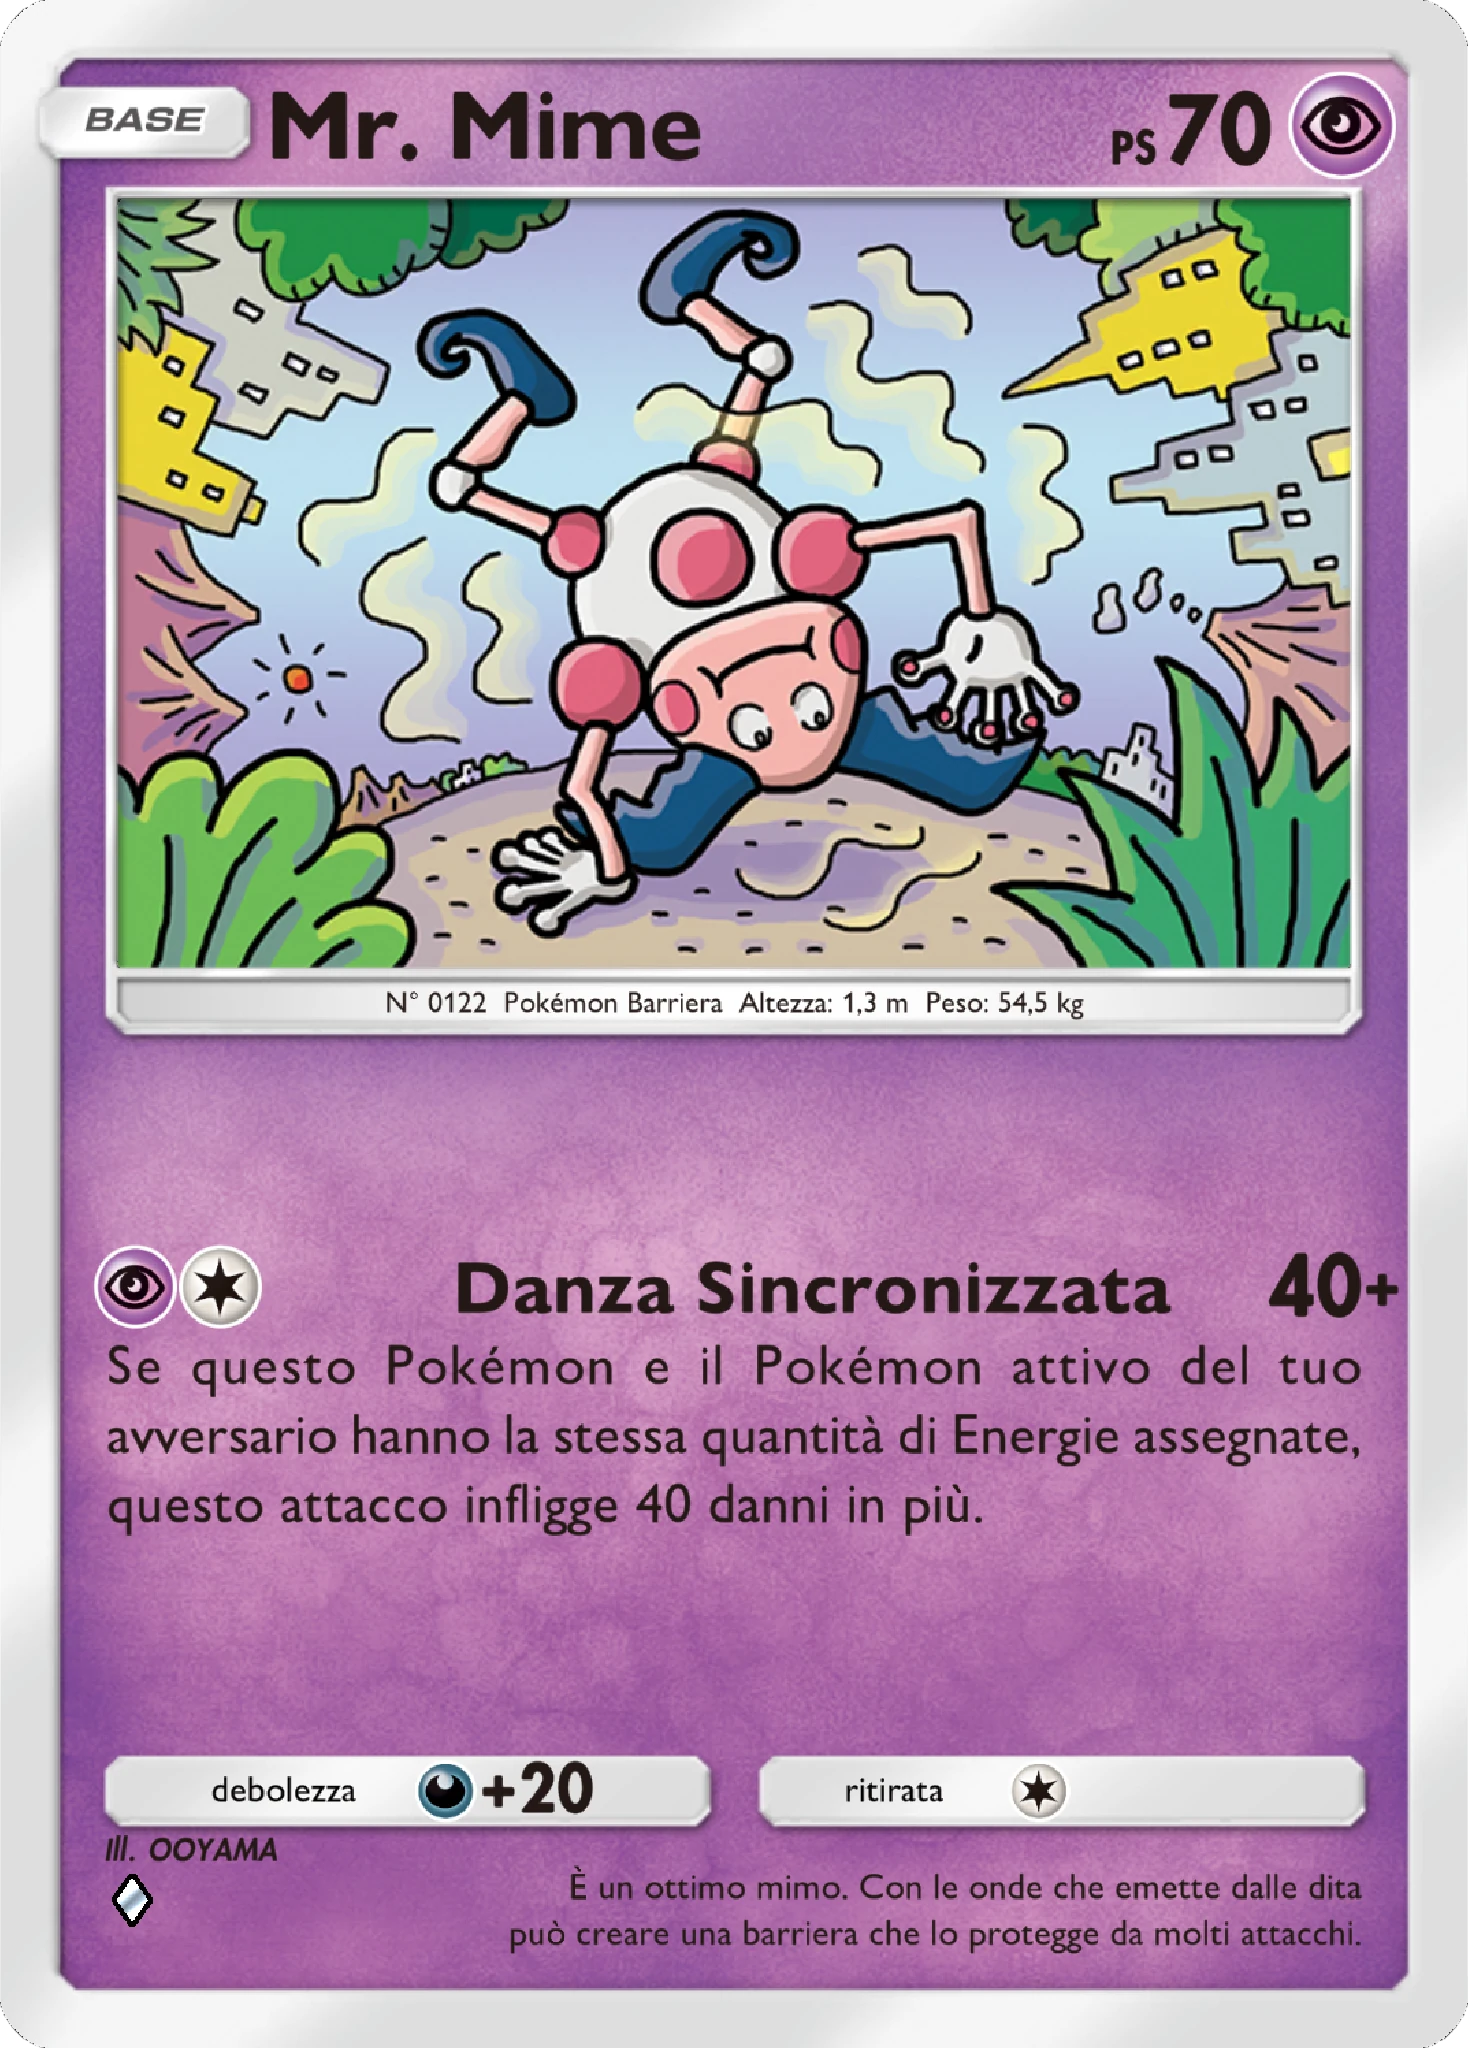 BASE Mr. Mime PS 70
N° 0122 Pokémon Barriera Altezza: 1,3 m Peso: 54,5 kg
Danza Sincronizzata 40+
Se questo Pokémon e il Pokémon attivo del tuo
avversario hanno la stessa quantità di Energie assegnate,
questo attacco infligge 40 danni in più.
debolezza +20 ritirata
Ill. OOYAMA
È un ottimo mimo. Con le onde che emette dalle dita
può creare una barriera che lo protegge da molti attacchi.